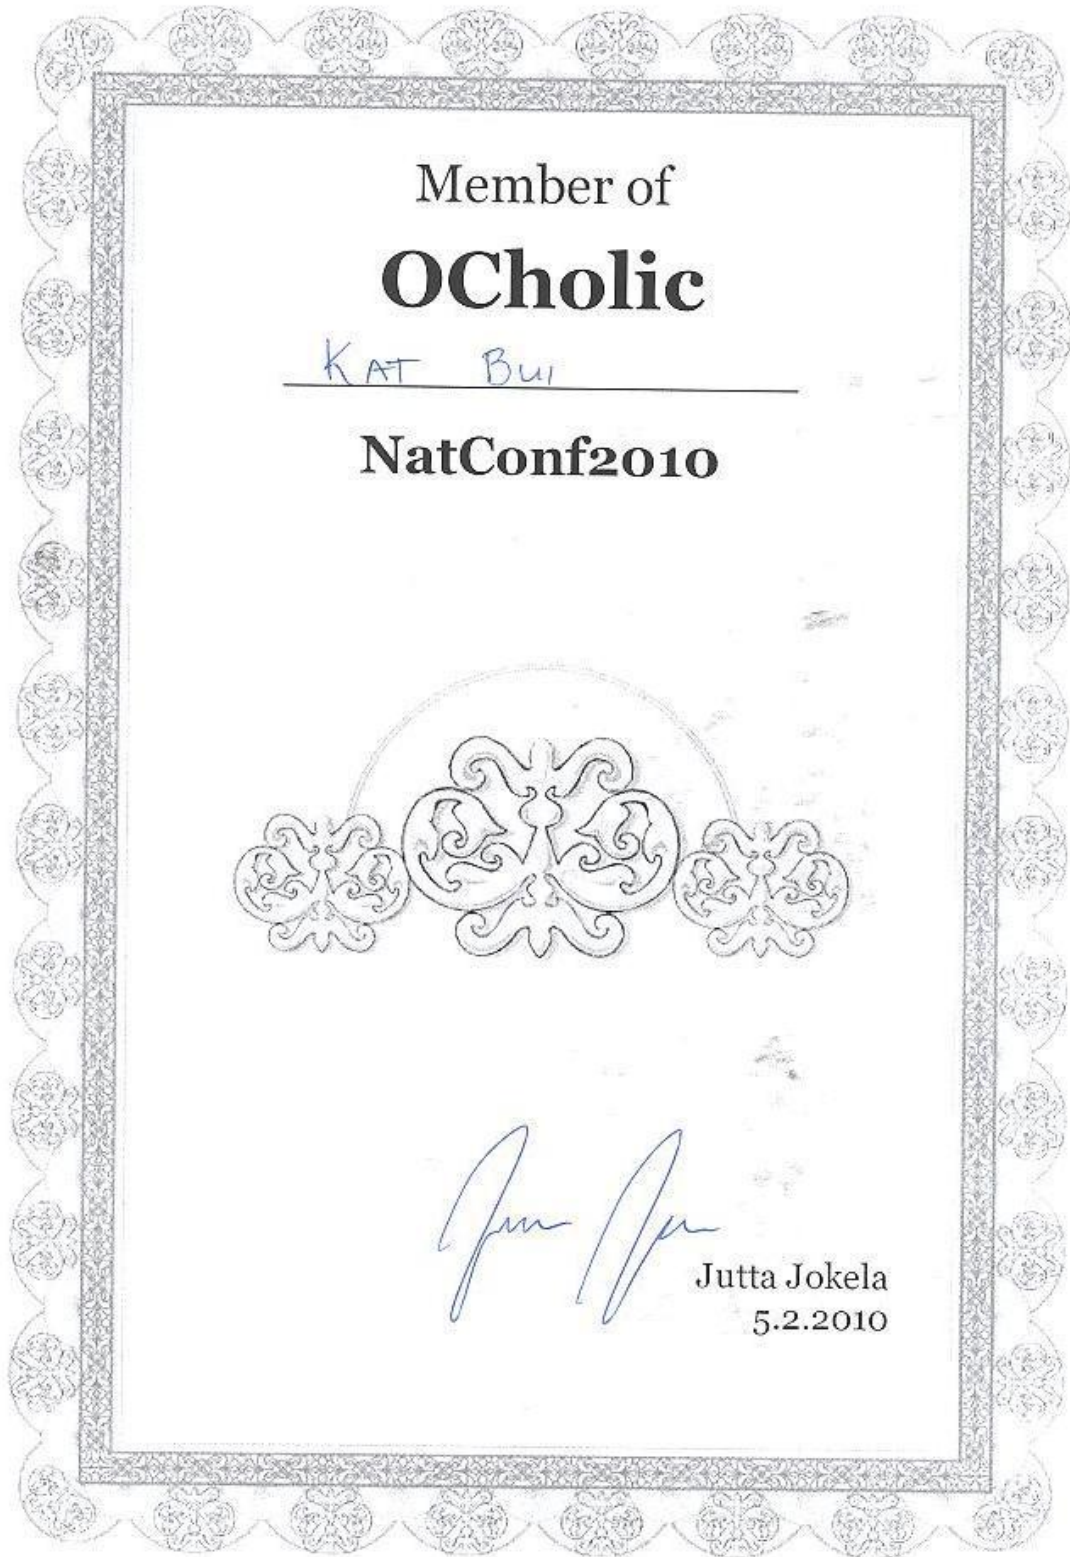 Member of
OCholic
KAT BUI
NatConf2010
Jutta Jokela
5.2.2010